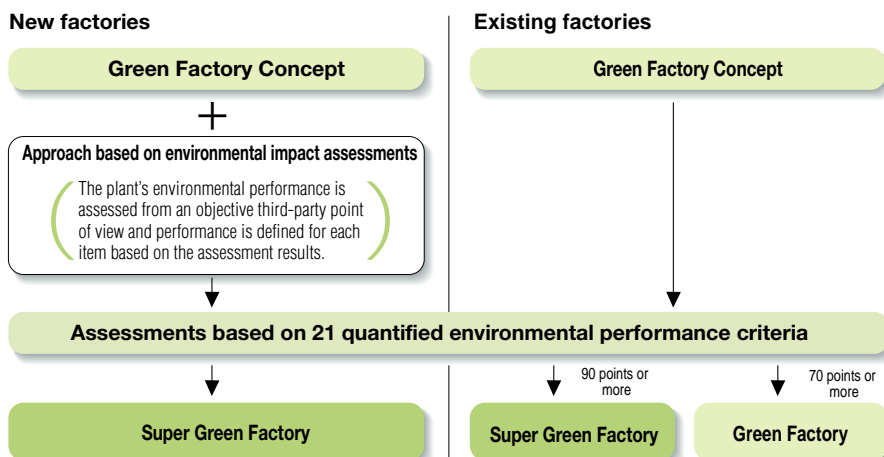 New factories
Existing factories
Green Factory Concept
Green Factory Concept
+
Approach based on environmental impact assessments
The plant's environmental performance is
assessed from an objective third-party point
of view and performance is defined for each
item based on the assessment results.
Assessments based on 21 quantified environmental performance criteria
90 points or
more
70 points or
more
Super Green Factory
Super Green Factory
Green Factory